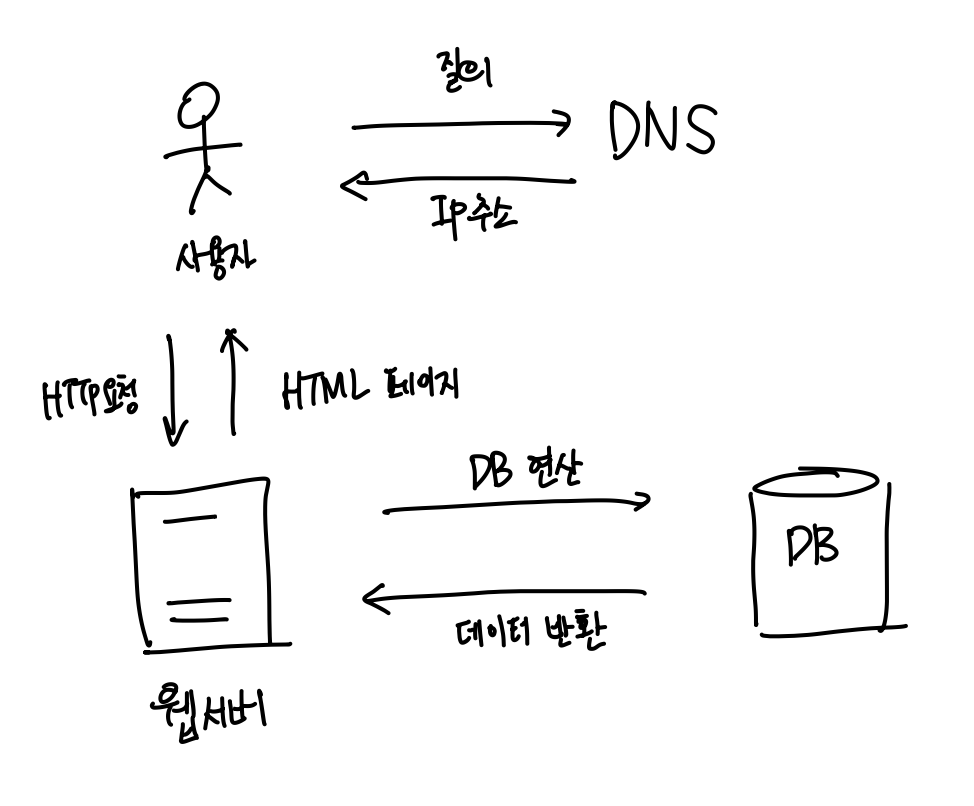 질의
DNS
IP주소
사용자
HTTP요청
HTML 페이지
DB 연산
DB
데이터 반환
웹서버